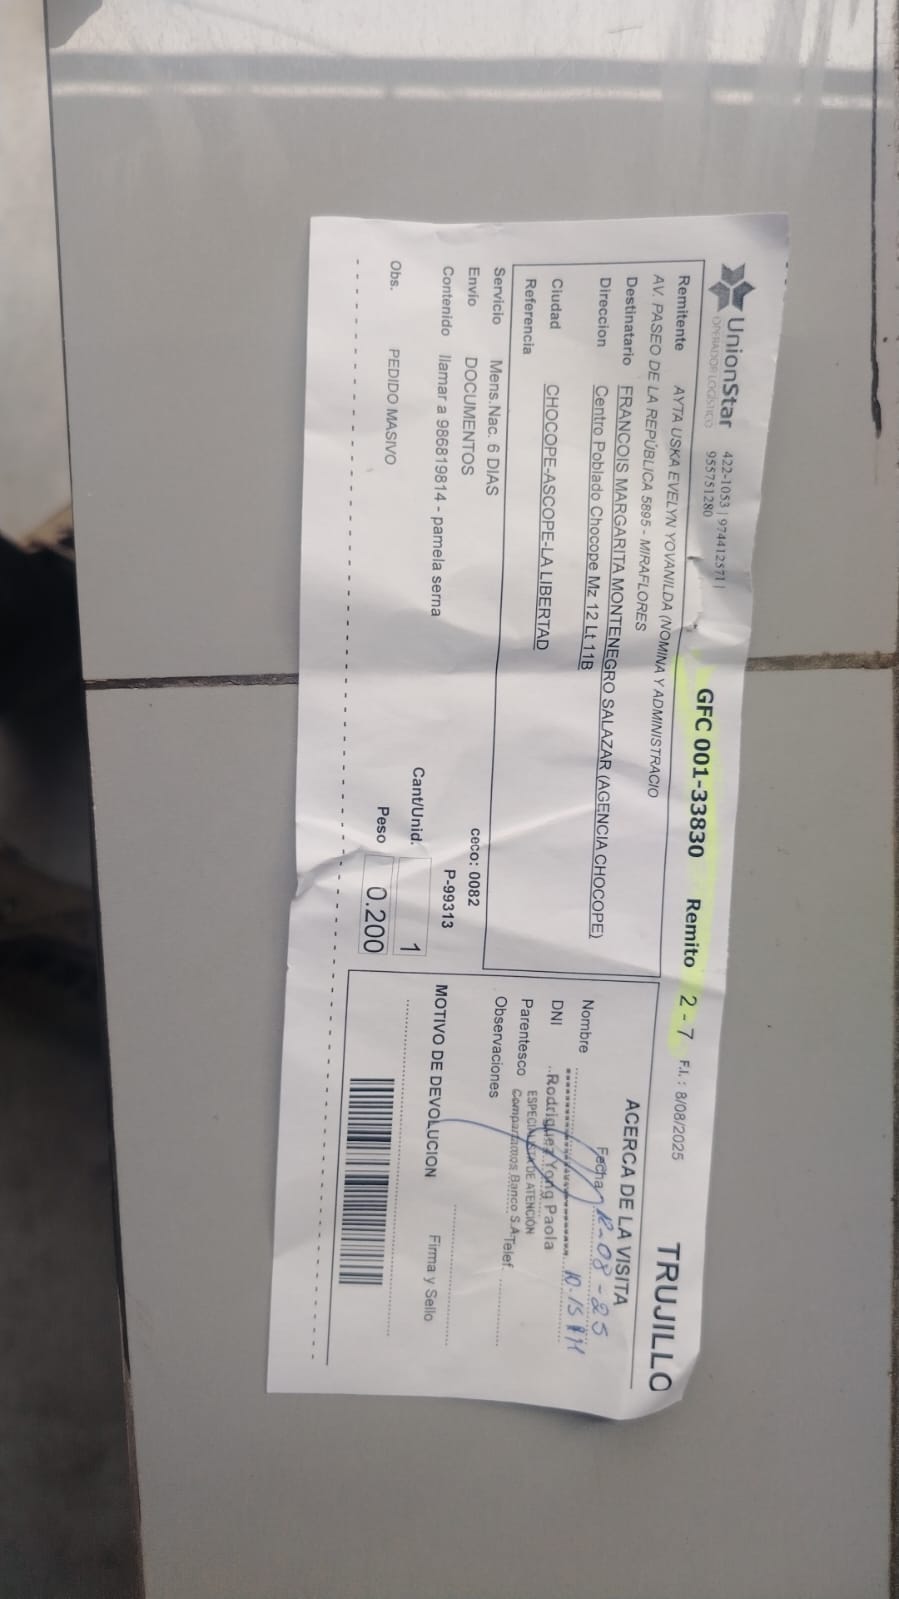 UnionStar
OPERADOR LOGÍSTICO
422-1053 | 974412571 |
955751280
GFC 001-33830 Remito 2 - 7 F.I.: 8/08/2025 TRUJILLO
Remitente AYTA USKA EVELYN YOVANILDA (NOMINA Y ADMINISTRACIO
AV. PASEO DE LA REPÚBLICA 5895 - MIRAFLORES
Destinatario FRANCOIS MARGARITA MONTENEGRO SALAZAR (AGENCIA CHOCOPE)
Direccion Centro Poblado Chocope Mz 12 Lt 11B
Ciudad CHOCOPE-ASCOPE-LA LIBERTAD
Referencia
Servicio Mens.Nac. 6 DIAS
Envio DOCUMENTOS ceco: 0082
Contenido llamar a 986819814 - pamela serna P-99313
Cant/Unid. 1
Obs. PEDIDO MASIVO Peso 0.200
ACERCA DE LA VISITA
Fecha 12-08-25
Nombre 10.15
DNI Rodriguez Yong Paola
Parentesco ESPECIALISTA DE ATENCIÓN
Compartamos Banco S.A. Telef.
Observaciones
MOTIVO DE DEVOLUCION Firma y Sello